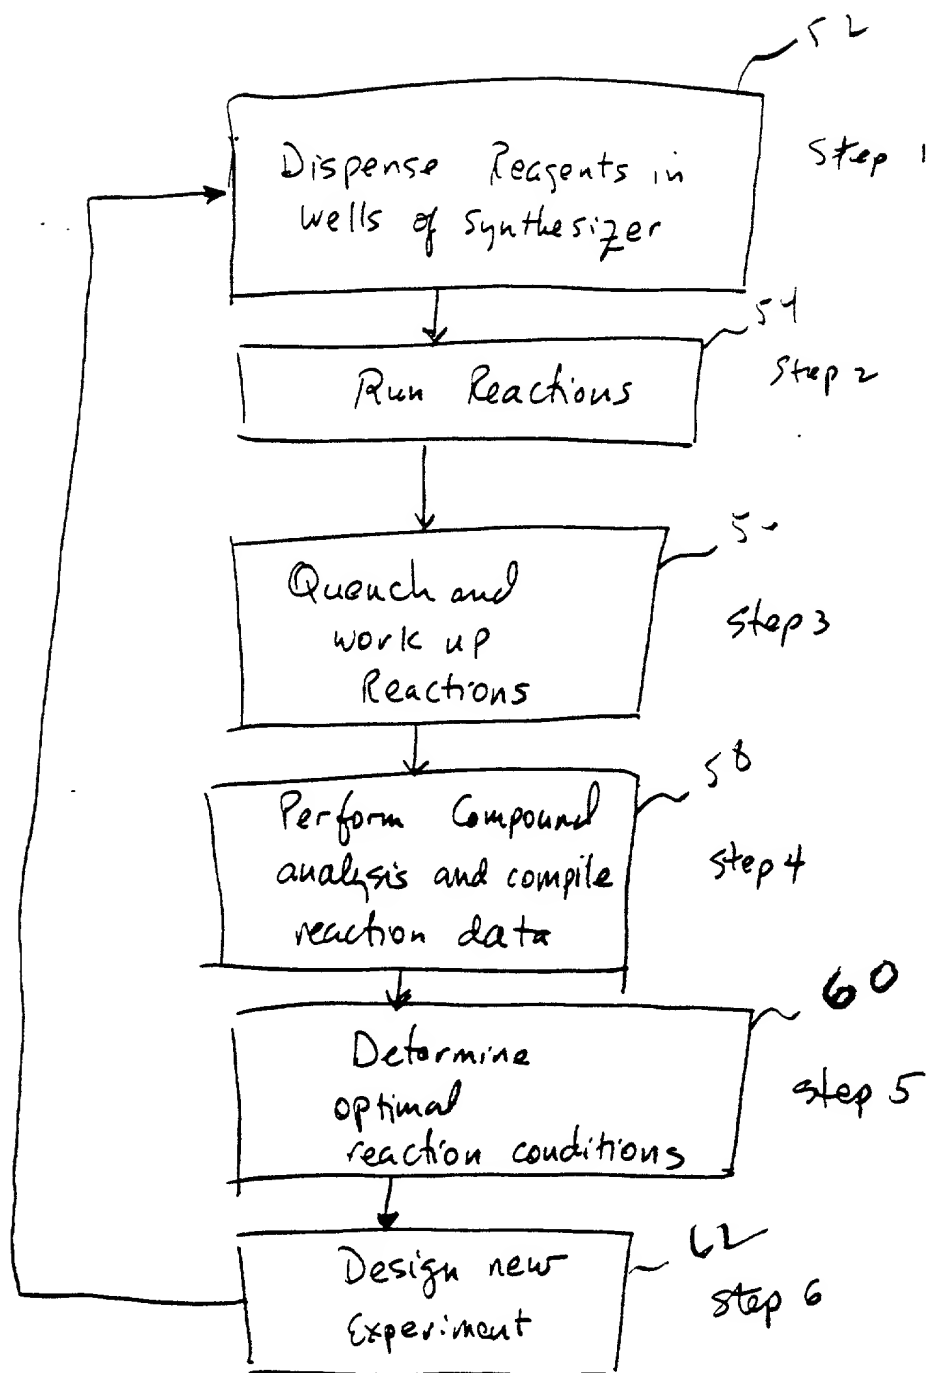 52
Step 1
Dispense Reagents in
wells of synthesizer
54
Step 2
Run Reactions
Step 3
Quench and
work up
Reactions
58
Step 4
Perform Compound
analysis and compile
reaction data
60
Step 5
Determine
optimal
reaction conditions
62
Step 6
Design new
Experiment